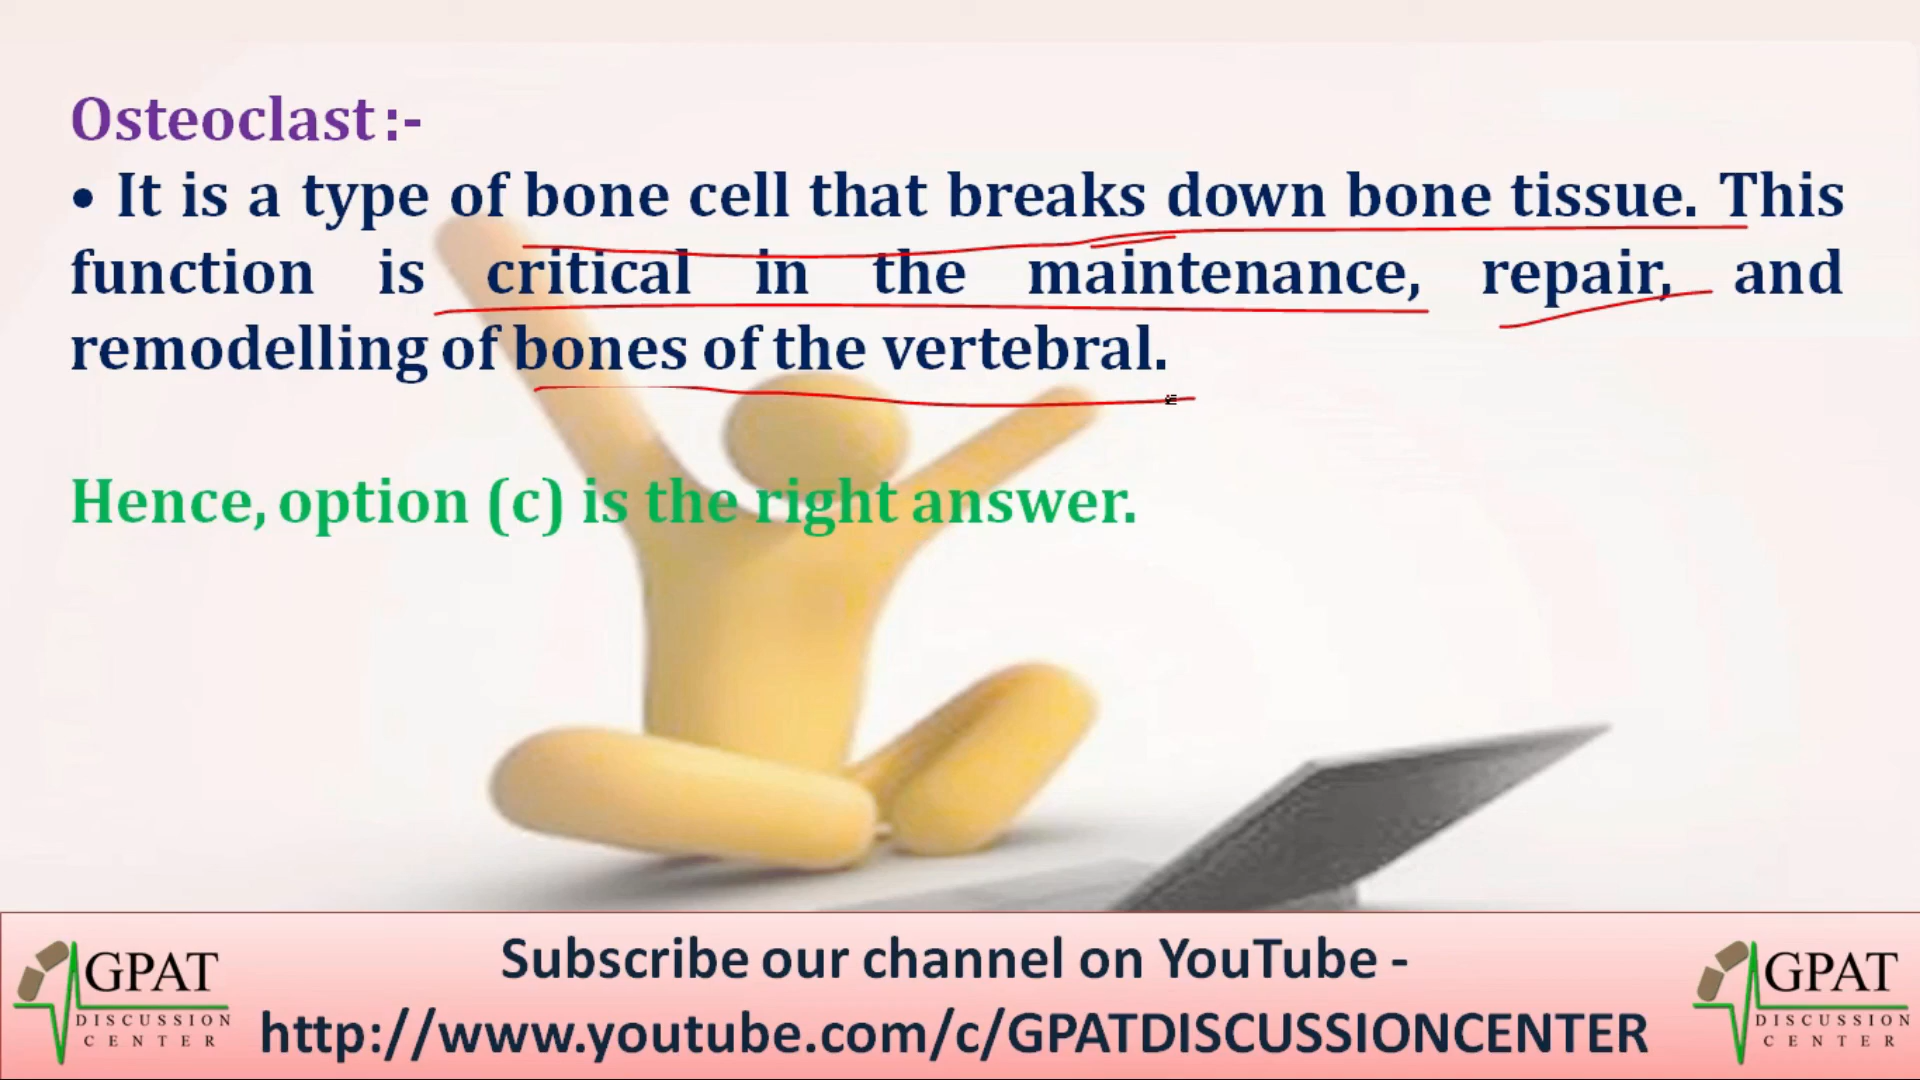 Osteoclast :-
• It is a type of bone cell that breaks down bone tissue. This
function is critical in the maintenance, repair, and
remodelling of bones of the vertebral.
Hence, option (c) is the right answer.
GPAT
DISCUSSION
CENTER
Subscribe our channel on YouTube -
http://www.youtube.com/c/GPATDISCUSSIONCENTER
GPAT
DISCUSSION
CENTER